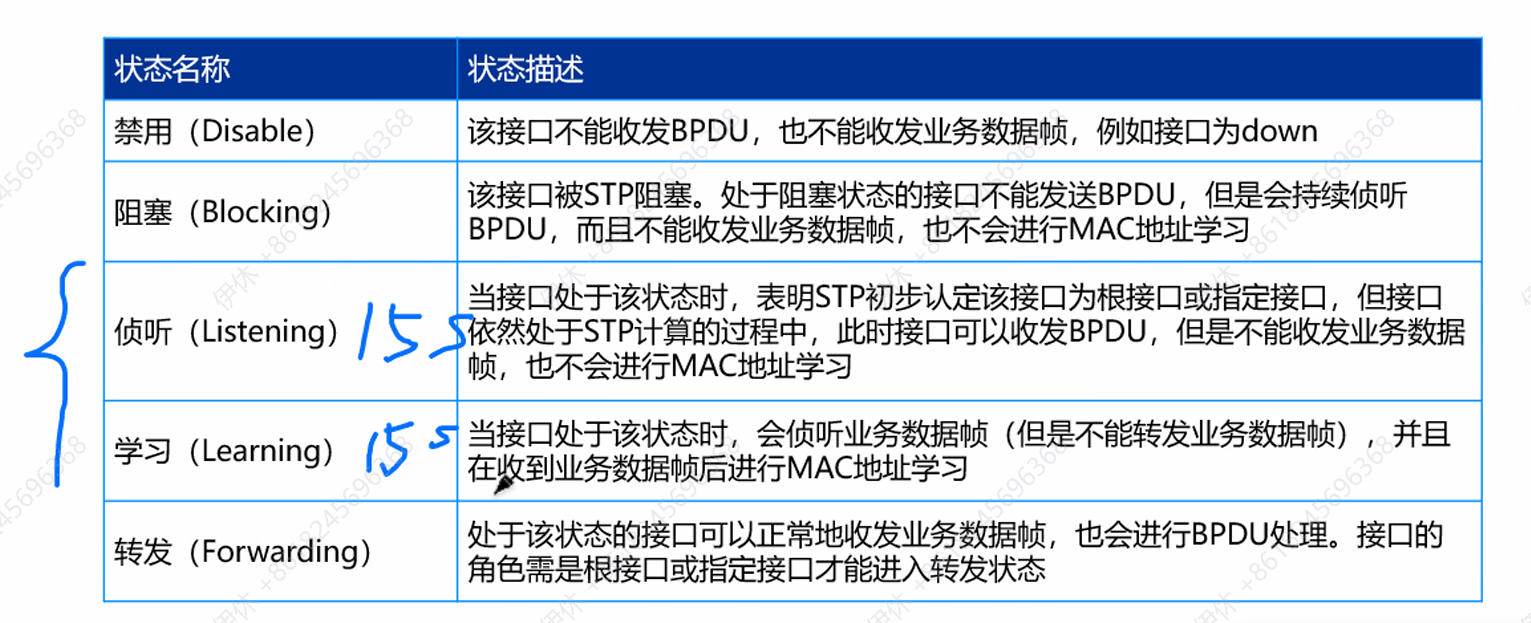 状态名称
状态描述
禁用（Disable）
该接口不能收发BPDU，也不能收发业务数据帧，例如接口为down
阻塞（Blocking）
该接口被STP阻塞。处于阻塞状态的接口不能发送BPDU，但是会持续侦听
BPDU，而且不能收发业务数据帧，也不会进行MAC地址学习
侦听（Listening）
15s
当接口处于该状态时，表明STP初步认定该接口为根接口或指定接口，但接口
依然处于STP计算的过程中，此时接口可以收发BPDU，但是不能收发业务数据
帧，也不会进行MAC地址学习
学习（Learning）
15s
当接口处于该状态时，会侦听业务数据帧（但是不能转发业务数据帧），并且
在收到业务数据帧后进行MAC地址学习
转发（Forwarding）
处于该状态的接口可以正常地收发业务数据帧，也会进行BPDU处理。接口的
角色需是根接口或指定接口才能进入转发状态